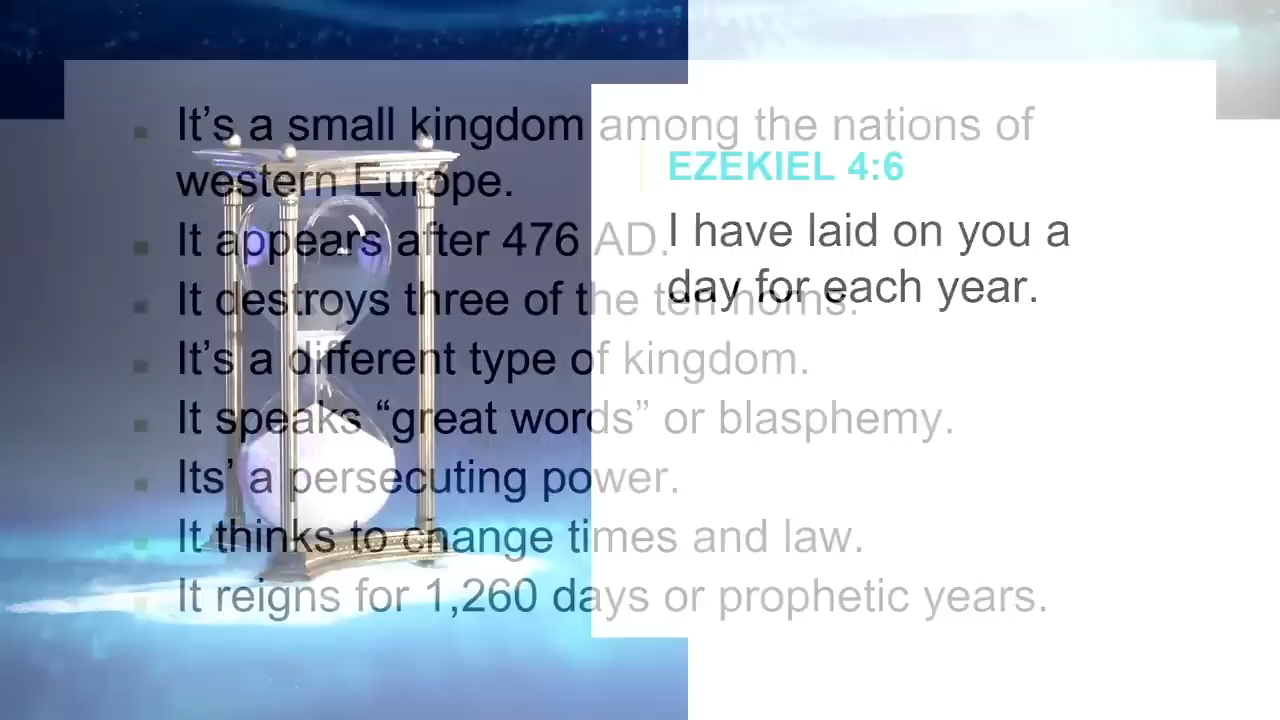 It’s a small kingdom among the nations of
western Europe.
It appears after 476 AD.
It destroys three of the ten horns.
It’s a different type of kingdom.
It speaks “great words” or blasphemy.
Its’ a persecuting power.
It thinks to change times and law.
It reigns for 1,260 days or prophetic years.
EZEKIEL 4:6
I have laid on you a
day for each year.